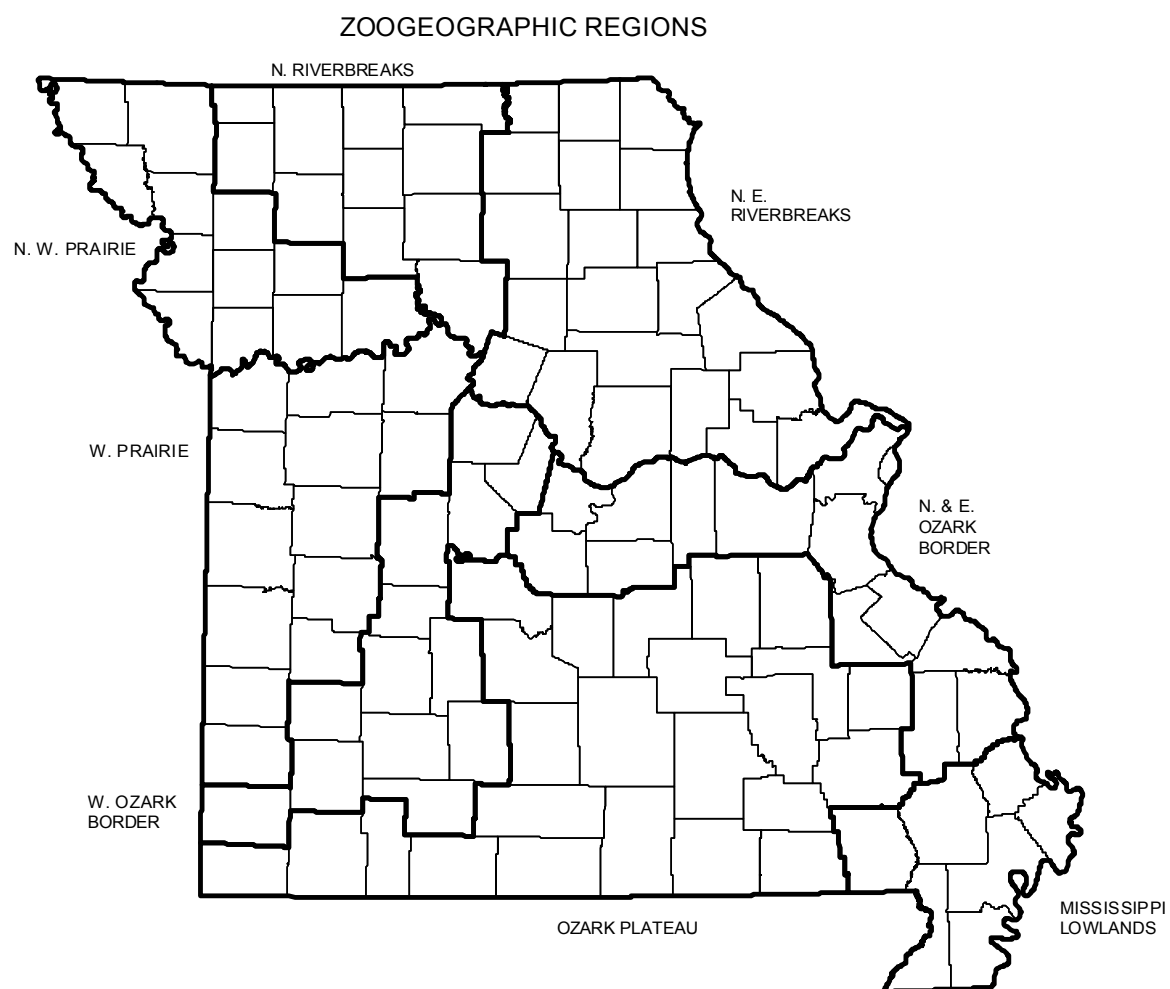 ZOOGEOGRAPHIC REGIONS
N. RIVERBREAKS
N. E.
RIVERBREAKS
N. W. PRAIRIE
W. PRAIRIE
N. & E.
OZARK
BORDER
W. OZARK
BORDER
MISSISSIPPI
LOWLANDS
OZARK PLATEAU